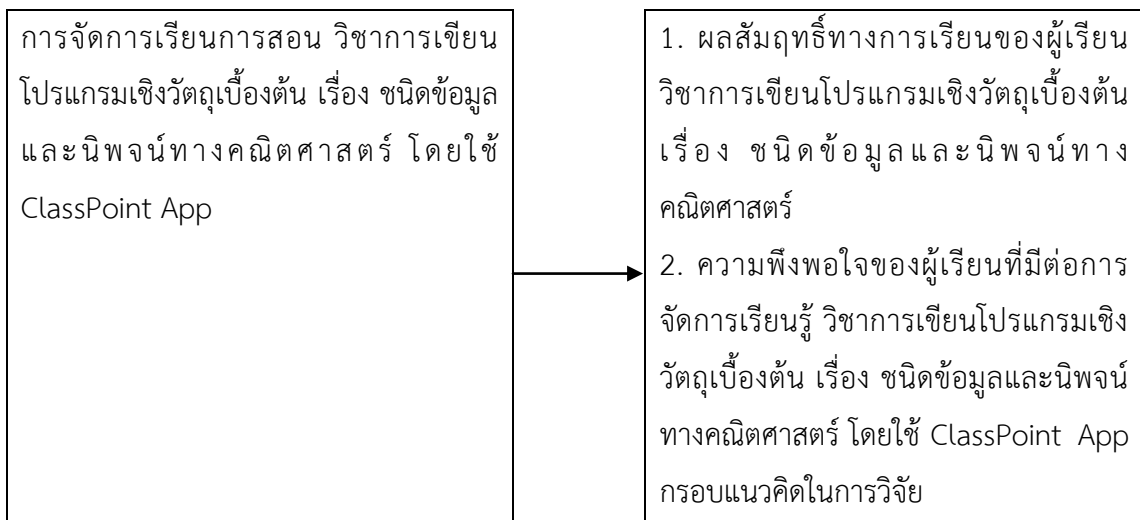 การจัดการเรียนการสอน วิชาการเขียน
โปรแกรมเชิงวัตถุเบื้องต้น เรื่อง ชนิดข้อมูล
และนิพจน์ทางคณิตศาสตร์ โดยใช้
ClassPoint App
1. ผลสัมฤทธิ์ทางการเรียนของผู้เรียน
วิชาการเขียนโปรแกรมเชิงวัตถุเบื้องต้น
เรื่อง ชนิดข้อมูลและนิพจน์ทาง
คณิตศาสตร์
2. ความพึงพอใจของผู้เรียนที่มีต่อการ
จัดการเรียนรู้ วิชาการเขียนโปรแกรมเชิง
วัตถุเบื้องต้น เรื่อง ชนิดข้อมูลและนิพจน์
ทางคณิตศาสตร์ โดยใช้ ClassPoint App
กรอบแนวคิดในการวิจัย